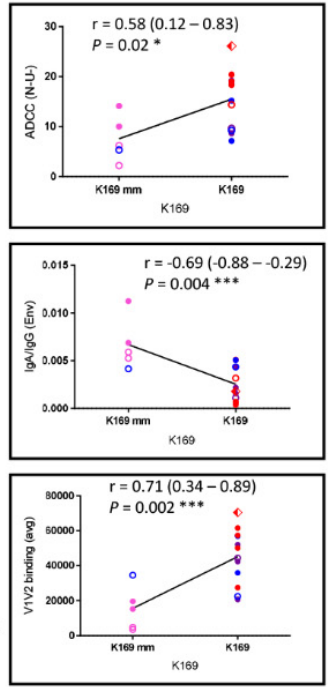 r = 0.58 (0.12 – 0.83)
P = 0.02 *
ADCC (N-U-)
30
20
10
0
K169 mm K169
K169
r = -0.69 (-0.88 – -0.29)
P = 0.004 ***
IgA/IgG (Env)
0.015
0.010
0.005
0.000
K169 mm K169
K169
r = 0.71 (0.34 – 0.89)
P = 0.002 ***
V1V2 binding (avg)
80000
60000
40000
20000
0
K169 mm K169
K169